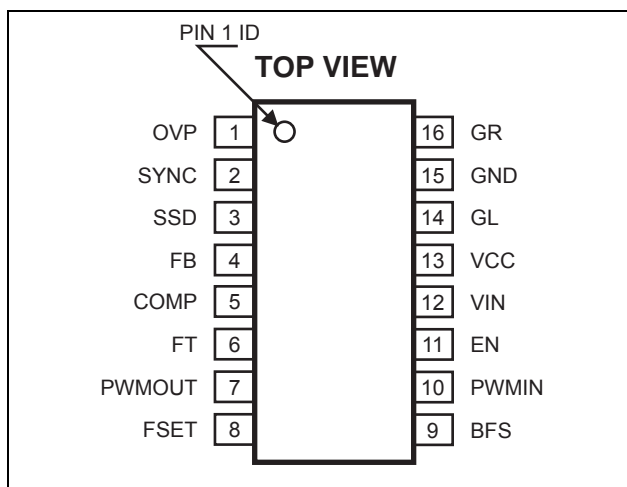 PIN 1 ID
TOP VIEW
OVP 1 16 GR
SYNC 2 15 GND
SSD 3 14 GL
FB 4 13 VCC
COMP 5 12 VIN
FT 6 11 EN
PWMOUT 7 10 PWMIN
FSET 8 9 BFS